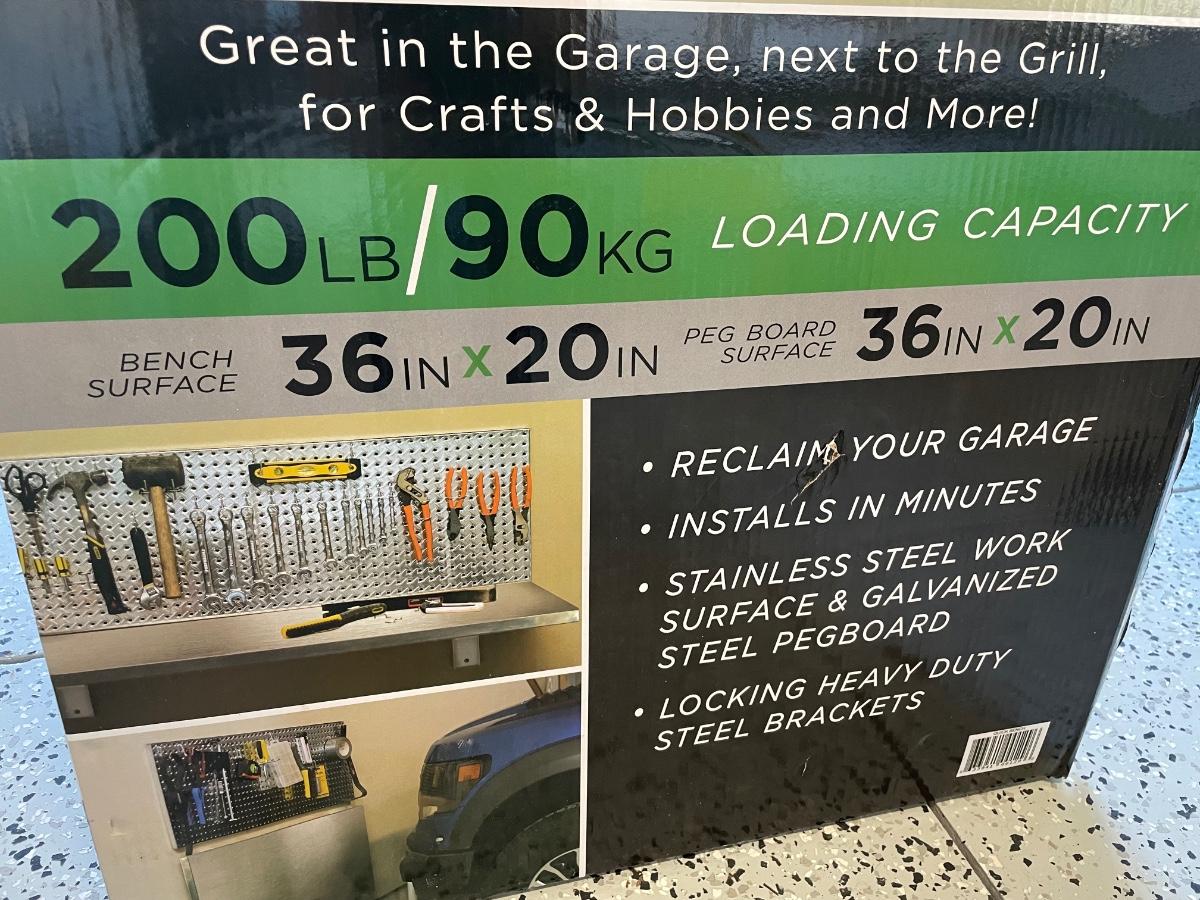 Great in the Garage, next to the Grill,
for Crafts & Hobbies and More!
200LB/90KG LOADING CAPACITY
BENCH SURFACE 36IN X 20IN PEG BOARD SURFACE 36IN X 20IN
• RECLAIM YOUR GARAGE
• INSTALLS IN MINUTES
• STAINLESS STEEL WORK
SURFACE & GALVANIZED
STEEL PEGBOARD
• LOCKING HEAVY DUTY
STEEL BRACKETS